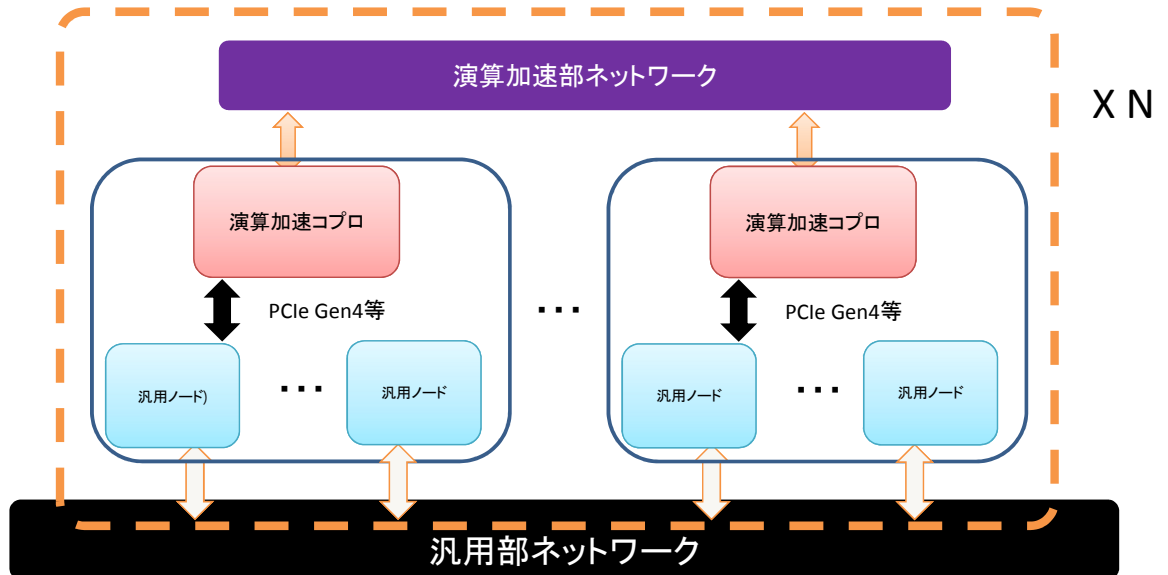 演算加速部ネットワーク
X N
演算加速コプロ
演算加速コプロ
PCIe Gen4等
・・・
PCIe Gen4等
汎用ノード)
・・・
汎用ノード
汎用ノード
・・・
汎用ノード
汎用部ネットワーク